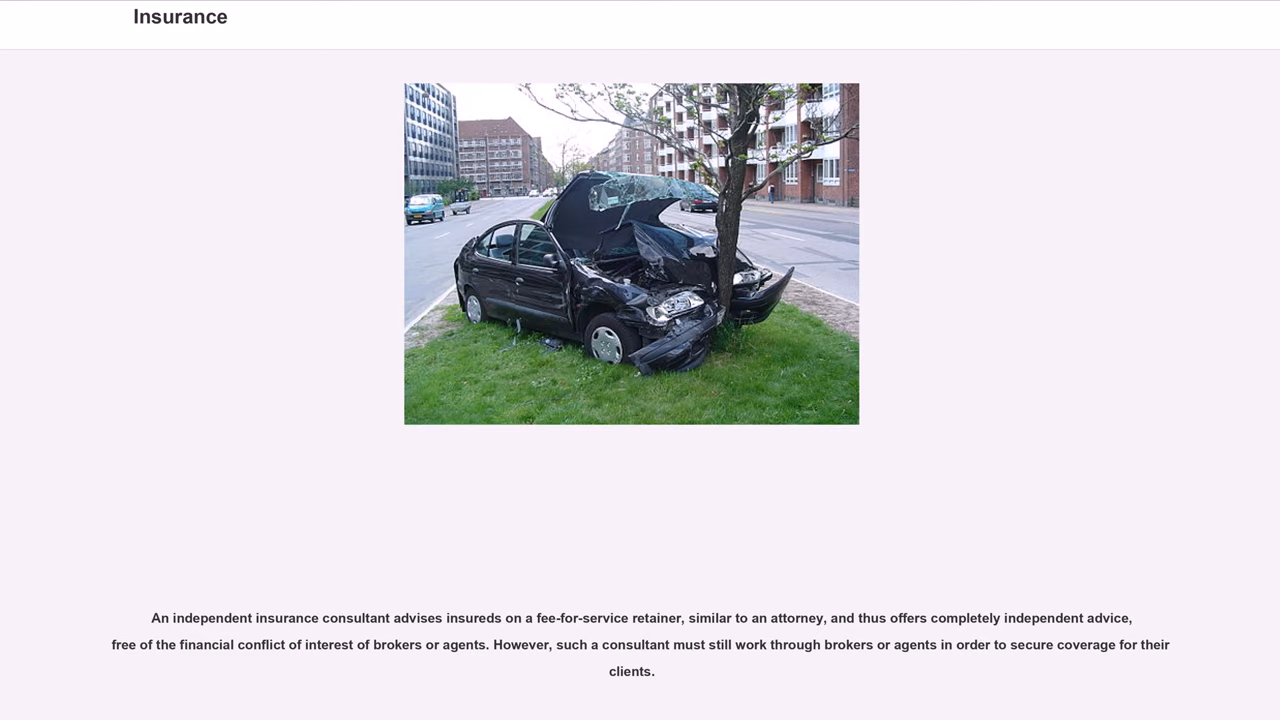 Insurance
An independent insurance consultant advises insureds on a fee-for-service retainer, similar to an attorney, and thus offers completely independent advice,
free of the financial conflict of interest of brokers or agents. However, such a consultant must still work through brokers or agents in order to secure coverage for their
clients.